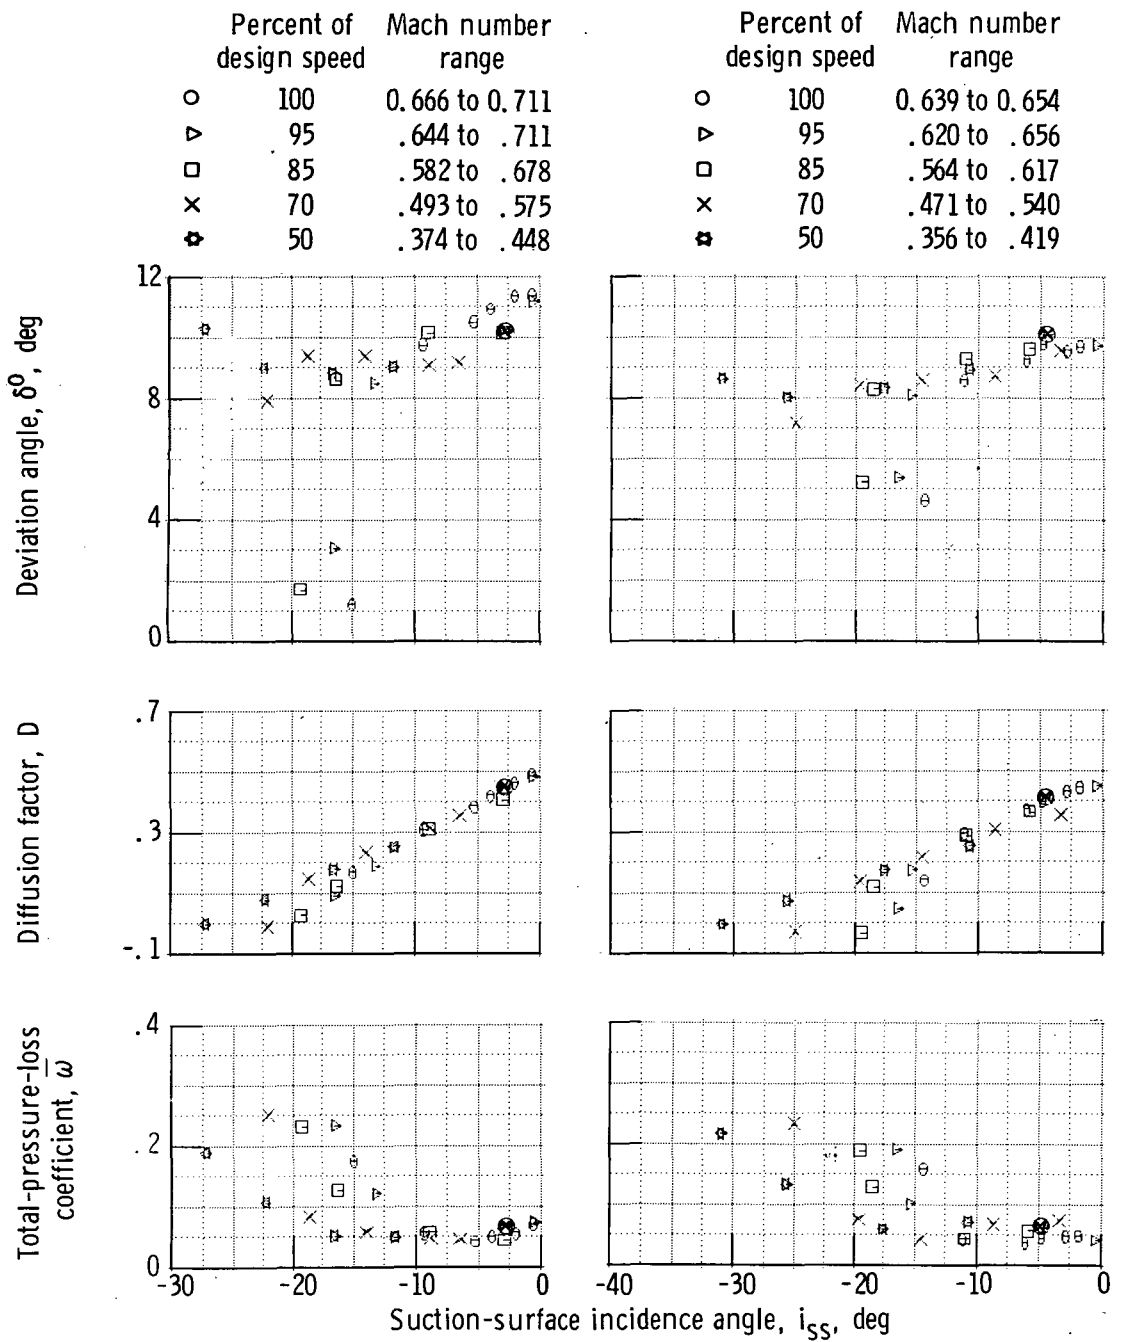 Percent of Mach number
design speed range
○ 100 0.666 to 0.711
▷ 95 .644 to .711
□ 85 .582 to .678
× 70 .493 to .575
✡ 50 .374 to .448
Percent of Mach number
design speed range
○ 100 0.639 to 0.654
▷ 95 .620 to .656
□ 85 .564 to .617
× 70 .471 to .540
✡ 50 .356 to .419
Deviation angle, δ⁰, deg
12
8
4
0
Diffusion factor, D
.7
.3
-.1
Total-pressure-loss
coefficient, ω̅
.4
.2
0
-30 -20 -10 0
-40 -30 -20 -10 0
Suction-surface incidence angle, iss, deg